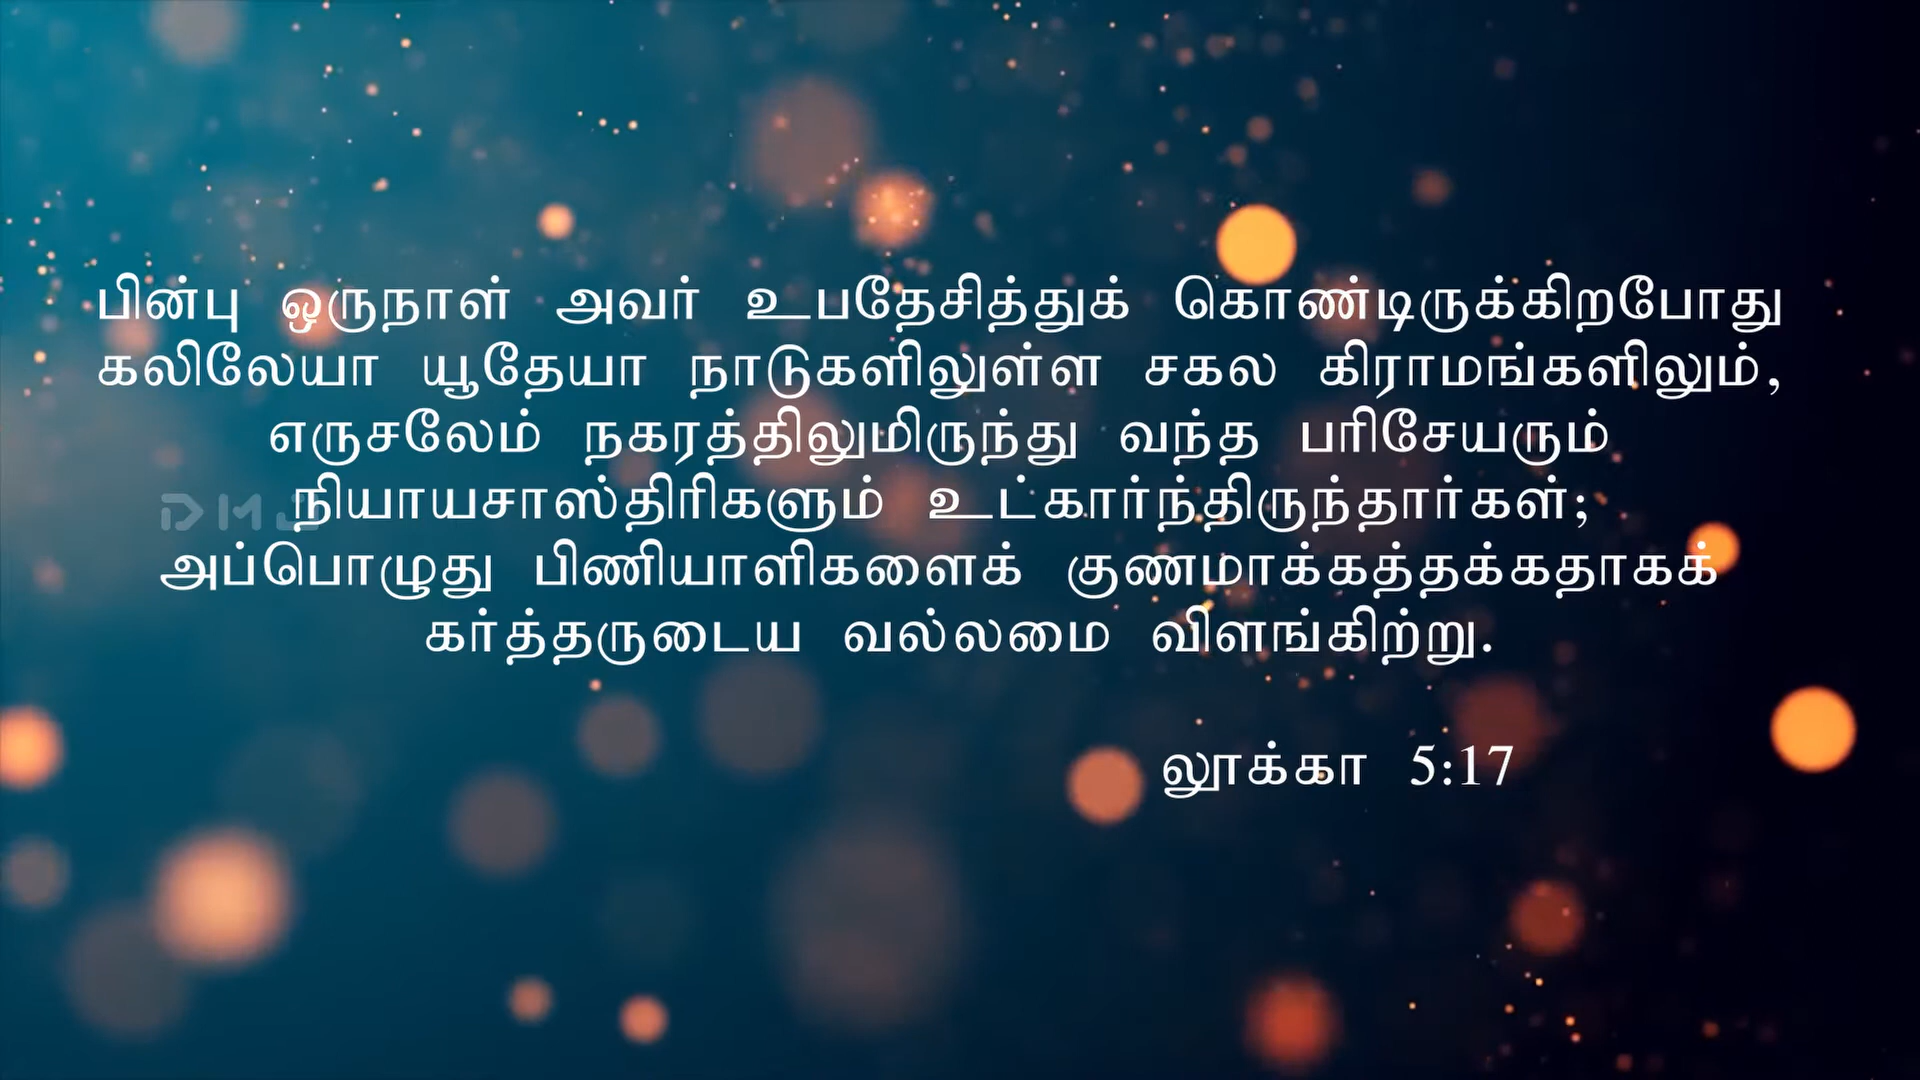 பின்பு ஒருநாள் அவர் உபதேசித்துக் கொண்டிருக்கிறபோது
கலிலேயா யூதேயா நாடுகளிலுள்ள சகல கிராமங்களிலும்,
எருசலேம் நகரத்திலுமிருந்து வந்த பரிசேயரும்
DMJ
நியாயசாஸ்திரிகளும் உட்கார்ந்திருந்தார்கள்;
அப்பொழுது பிணியாளிகளைக் குணமாக்கத்தக்கதாகக்
கர்த்தருடைய வல்லமை விளங்கிற்று.
லூக்கா 5:17